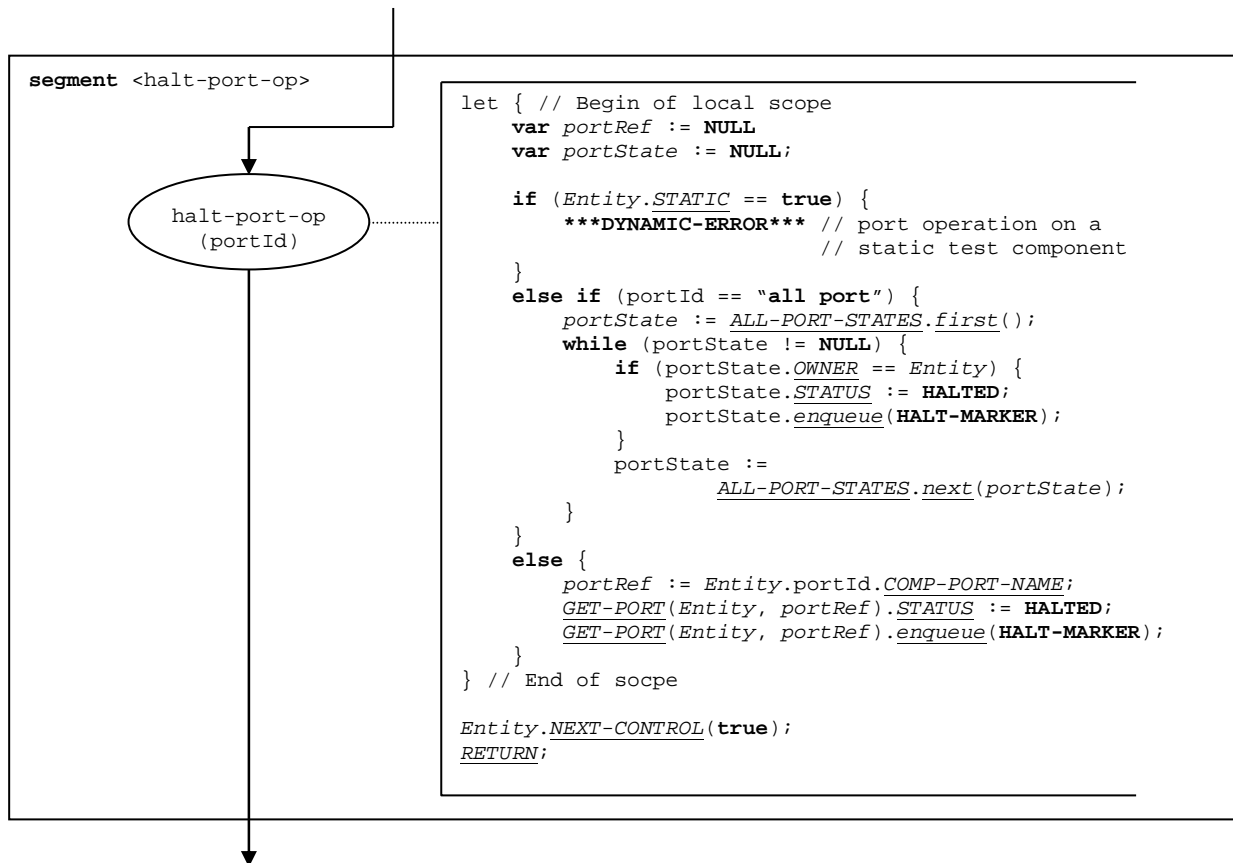 segment <halt-port-op>
halt-port-op
(portId)
let { // Begin of local scope
var portRef := NULL
var portState := NULL;
if (Entity.STATIC == true) {
***DYNAMIC-ERROR*** // port operation on a
// static test component
}
else if (portId == “all port″) {
portState := ALL-PORT-STATES.first();
while (portState != NULL) {
if (portState.OWNER == Entity) {
portState.STATUS := HALTED;
portState.enqueue(HALT-MARKER);
}
portState :=
ALL-PORT-STATES.next(portState);
}
}
else {
portRef := Entity.portId.COMP-PORT-NAME;
GET-PORT(Entity, portRef).STATUS := HALTED;
GET-PORT(Entity, portRef).enqueue(HALT-MARKER);
}
} // End of socpe
Entity.NEXT-CONTROL(true);
RETURN;